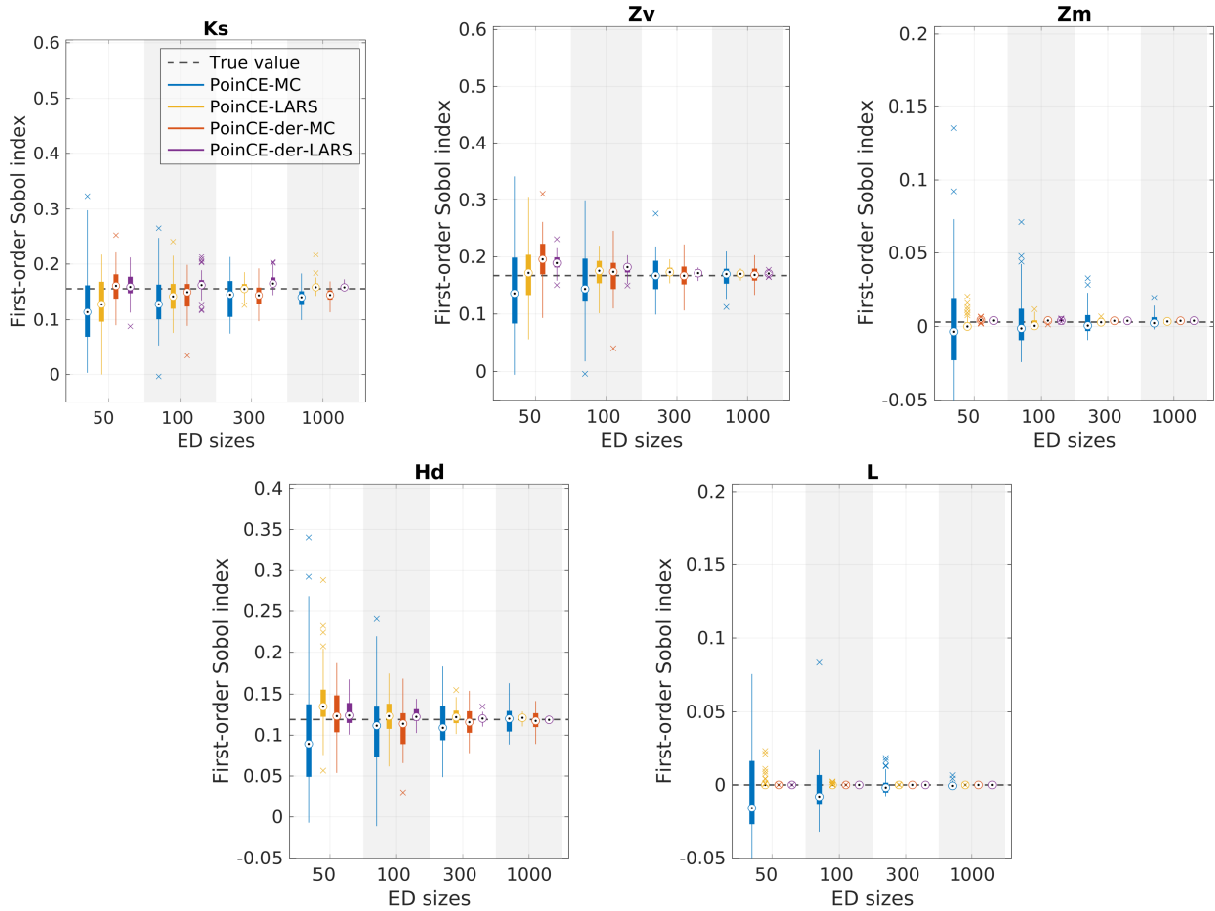 Ks
First-order Sobol index
0.6
0.5
0.4
0.3
0.2
0.1
0
True value
PoinCE-MC
PoinCE-LARS
PoinCE-der-MC
PoinCE-der-LARS
50 100 300 1000
ED sizes
Zv
First-order Sobol index
0.6
0.5
0.4
0.3
0.2
0.1
0
50 100 300 1000
ED sizes
Zm
First-order Sobol index
0.2
0.15
0.1
0.05
0
-0.05
50 100 300 1000
ED sizes
Hd
First-order Sobol index
0.4
0.35
0.3
0.25
0.2
0.15
0.1
0.05
0
-0.05
50 100 300 1000
ED sizes
L
First-order Sobol index
0.2
0.15
0.1
0.05
0
-0.05
50 100 300 1000
ED sizes